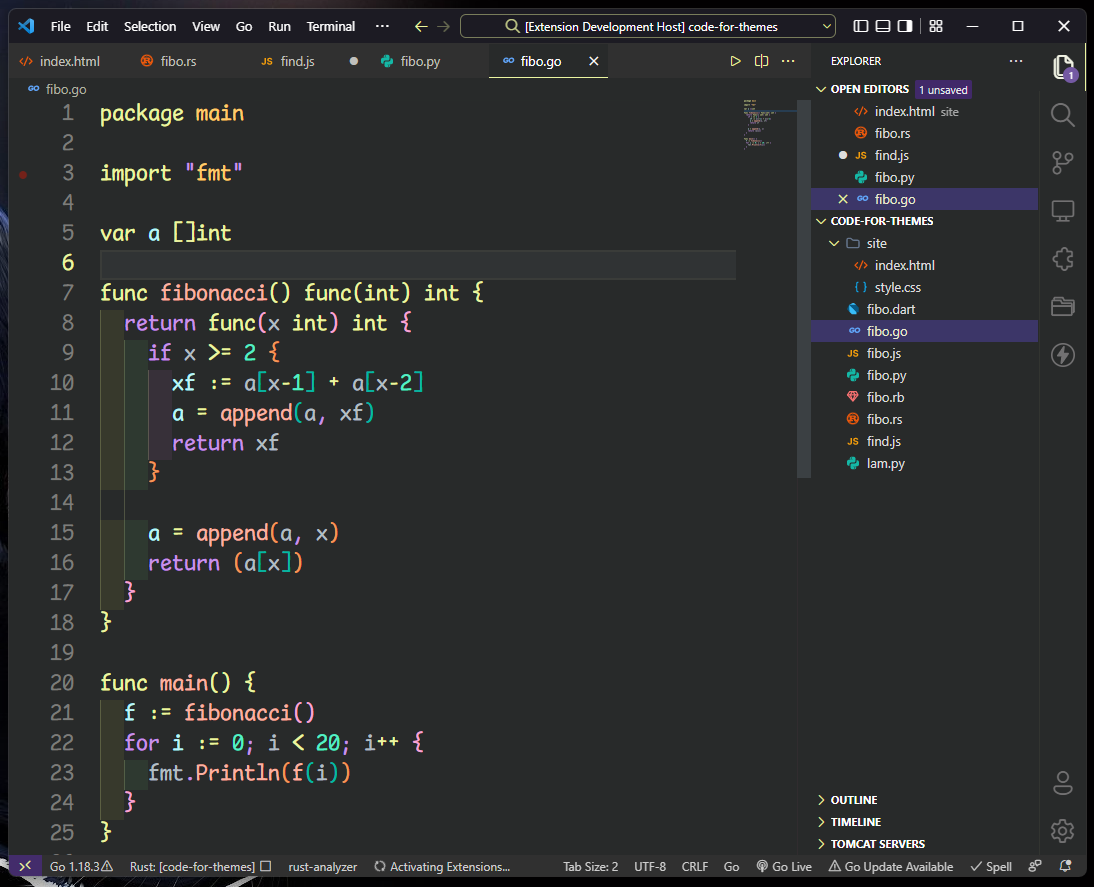 File Edit Selection View Go Run Terminal ··· [Extension Development Host] code-for-themes
index.html fibo.rs JS find.js fibo.py fibo.go
fibo.go
1 package main
2
3 import "fmt"
4
5 var a []int
6
7 func fibonacci() func(int) int {
8 return func(x int) int {
9 if x >= 2 {
10 xf := a[x-1] + a[x-2]
11 a = append(a, xf)
12 return xf
13 }
14
15 a = append(a, x)
16 return (a[x])
17 }
18 }
19
20 func main() {
21 f := fibonacci()
22 for i := 0; i < 20; i++ {
23 fmt.Println(f(i))
24 }
25 }
EXPLORER
OPEN EDITORS 1 unsaved
index.html site
fibo.rs
JS find.js
fibo.py
fibo.go
CODE-FOR-THEMES
site
index.html
style.css
fibo.dart
fibo.go
JS fibo.js
fibo.py
fibo.rb
fibo.rs
JS find.js
lam.py
OUTLINE
TIMELINE
TOMCAT SERVERS
1
Go 1.18.3 Rust: [code-for-themes] rust-analyzer Activating Extensions... Tab Size: 2 UTF-8 CRLF Go Go Live Go Update Available Spell